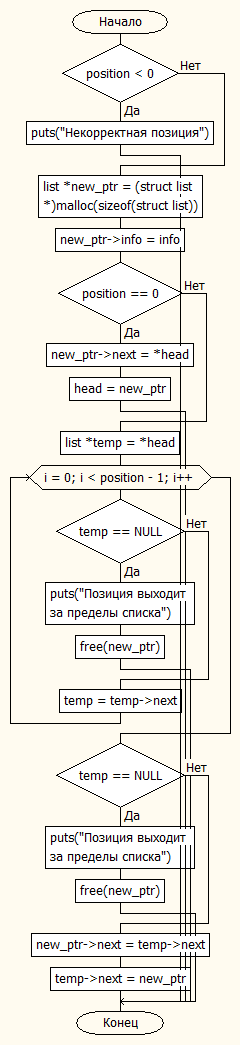 Начало
position < 0
Нет
Да
puts("Некорректная позиция")
list *new_ptr = (struct list
*)malloc(sizeof(struct list))
new_ptr->info = info
position == 0
Нет
Да
new_ptr->next = *head
head = new_ptr
list *temp = *head
i = 0; i < position - 1; i++
temp == NULL
Нет
Да
puts("Позиция выходит
за пределы списка")
free(new_ptr)
temp = temp->next
temp == NULL
Нет
Да
puts("Позиция выходит
за пределы списка")
free(new_ptr)
new_ptr->next = temp->next
temp->next = new_ptr
Конец